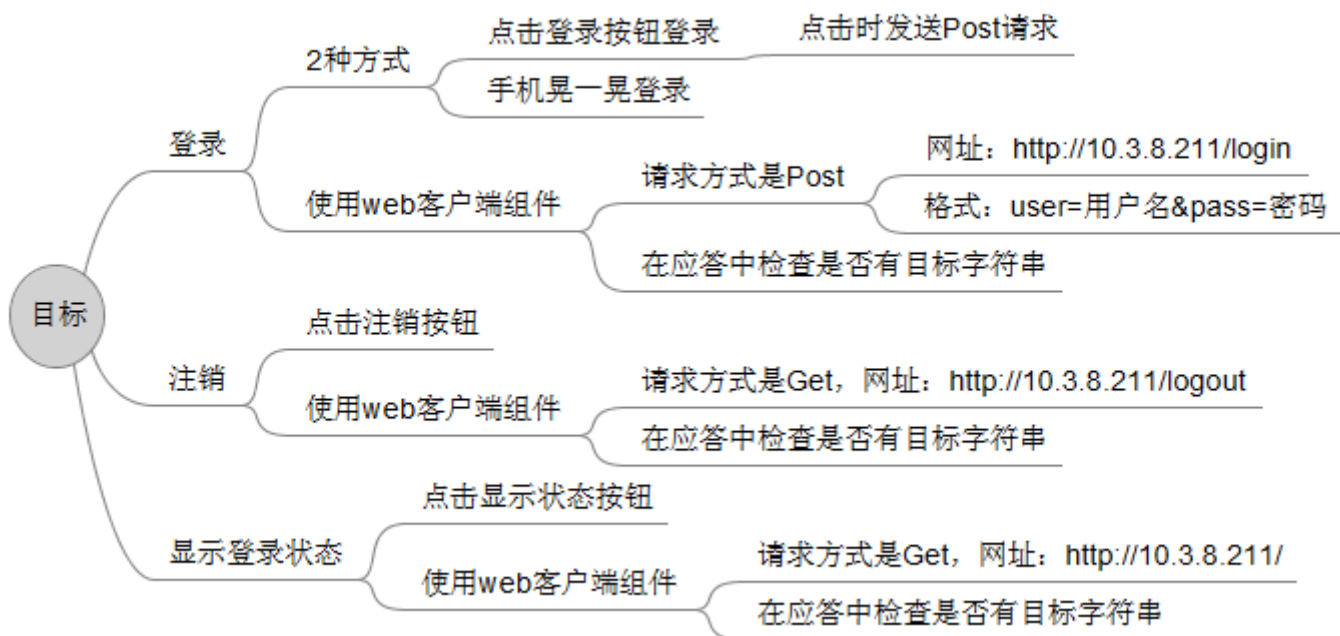 目标
登录
2种方式
点击登录按钮登录
点击时发送Post请求
手机晃一晃登录
使用web客户端组件
请求方式是Post
网址：http://10.3.8.211/login
格式：user=用户名&pass=密码
在应答中检查是否有目标字符串
注销
点击注销按钮
使用web客户端组件
请求方式是Get，网址：http://10.3.8.211/logout
在应答中检查是否有目标字符串
显示登录状态
点击显示状态按钮
使用web客户端组件
请求方式是Get，网址：http://10.3.8.211/
在应答中检查是否有目标字符串